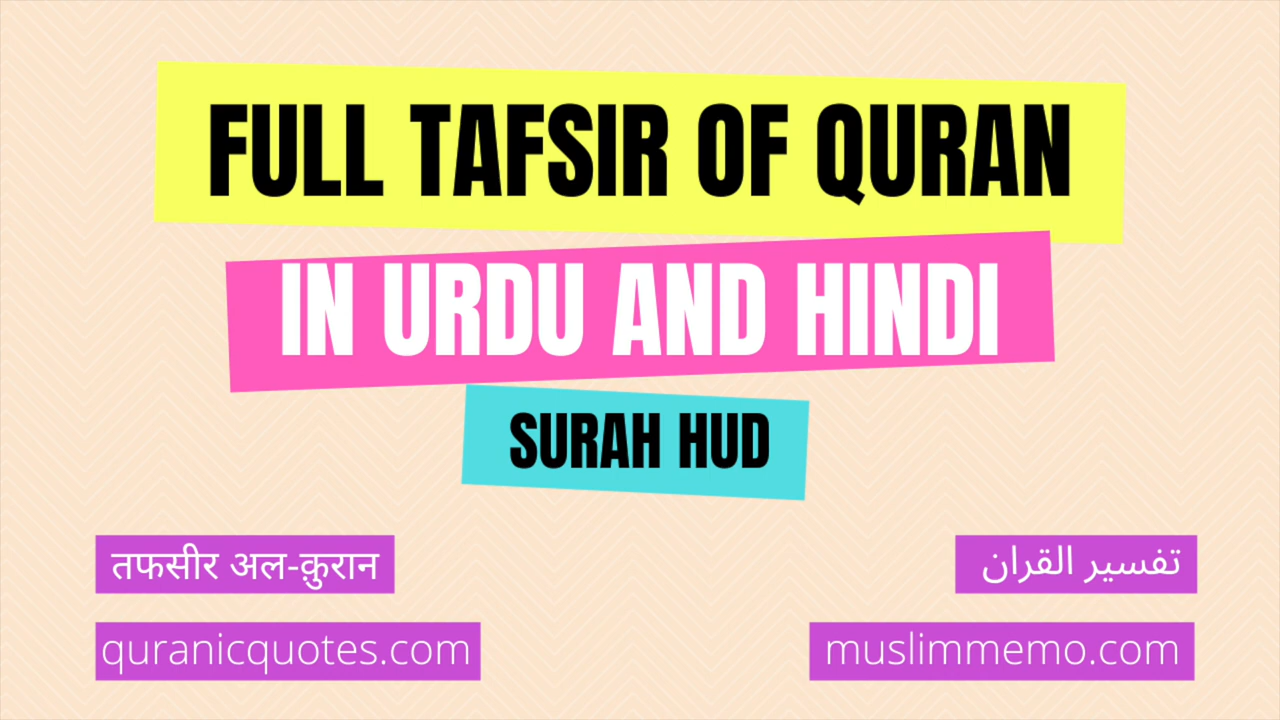 FULL TAFSIR OF QURAN
IN URDU AND HINDI
SURAH HUD
तफसीर अल-क़ुरान
تفسير القران
quranicquotes.com
muslimmemo.com